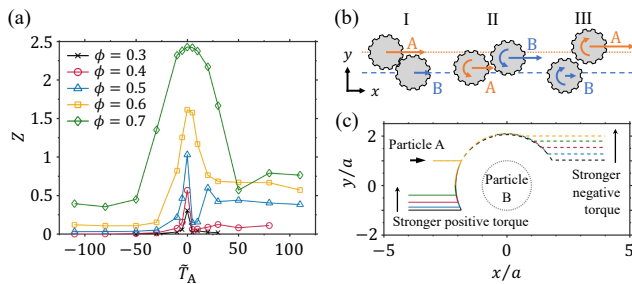 (a)
2.5
2
1.5
1
0.5
0
Z
ϕ = 0.3
ϕ = 0.4
ϕ = 0.5
ϕ = 0.6
ϕ = 0.7
-100 -50 0 50 100
T̃A
(b)
I II III
A
B
A
B
A
B
y
x
(c)
2
1
0
-2
y/a
Particle A
Particle
B
Stronger positive torque
Stronger
negative
torque
-5 0 5
x/a